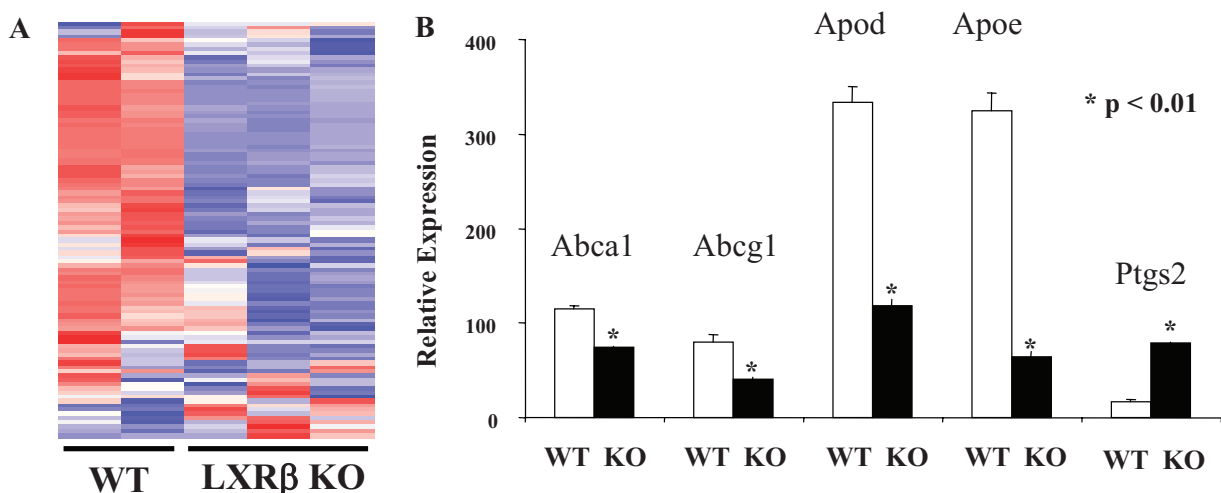 A
WT
LXRβ KO
B
Relative Expression
400
300
200
100
0
Abca1
Abcg1
Apod
Apoe
Ptgs2
* p < 0.01
*
*
*
*
*
WT KO
WT KO
WT KO
WT KO
WT KO